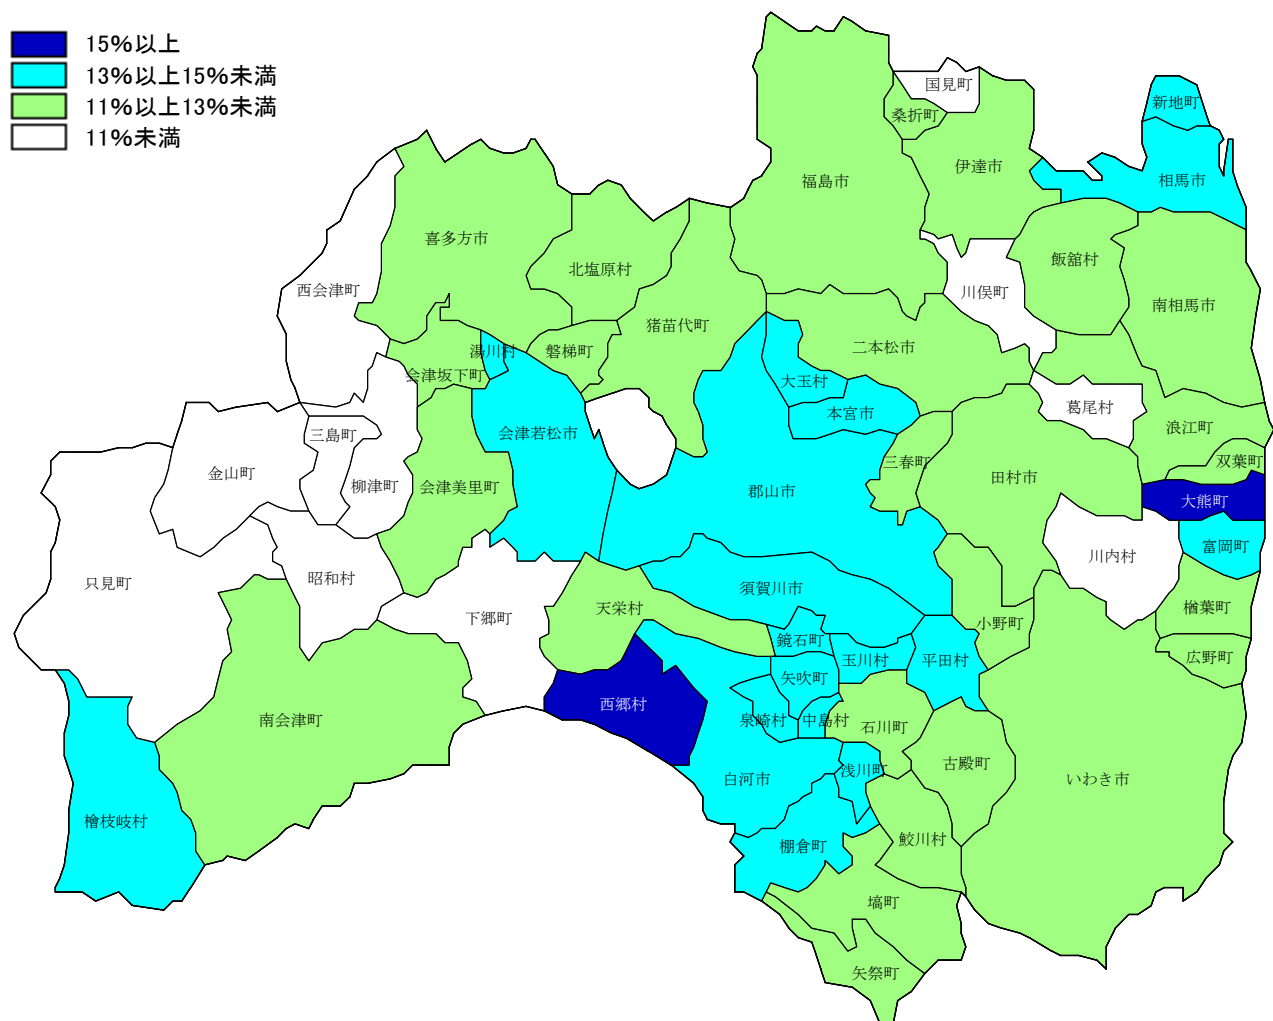 15%以上
13%以上15%未満
11%以上13%未満
11%未満
国見町
新地町
桑折町
伊達市
福島市
相馬市
喜多方市
飯舘村
北塩原村
西会津町
川俣町
南相馬市
猪苗代町
二本松市
湯川村
磐梯町
会津坂下町
大玉村
葛尾村
本宮市
浪江町
三島町
会津若松市
三春町
双葉町
金山町
田村市
柳津町
会津美里町
郡山市
大熊町
富岡町
川内村
只見町
昭和村
須賀川市
天栄村
楢葉町
下郷町
小野町
鏡石町
玉川村
平田村
広野町
矢吹町
西郷村
南会津町
泉崎村
中島村
石川町
古殿町
浅川町
白河市
いわき市
檜枝岐村
鮫川村
棚倉町
塙町
矢祭町